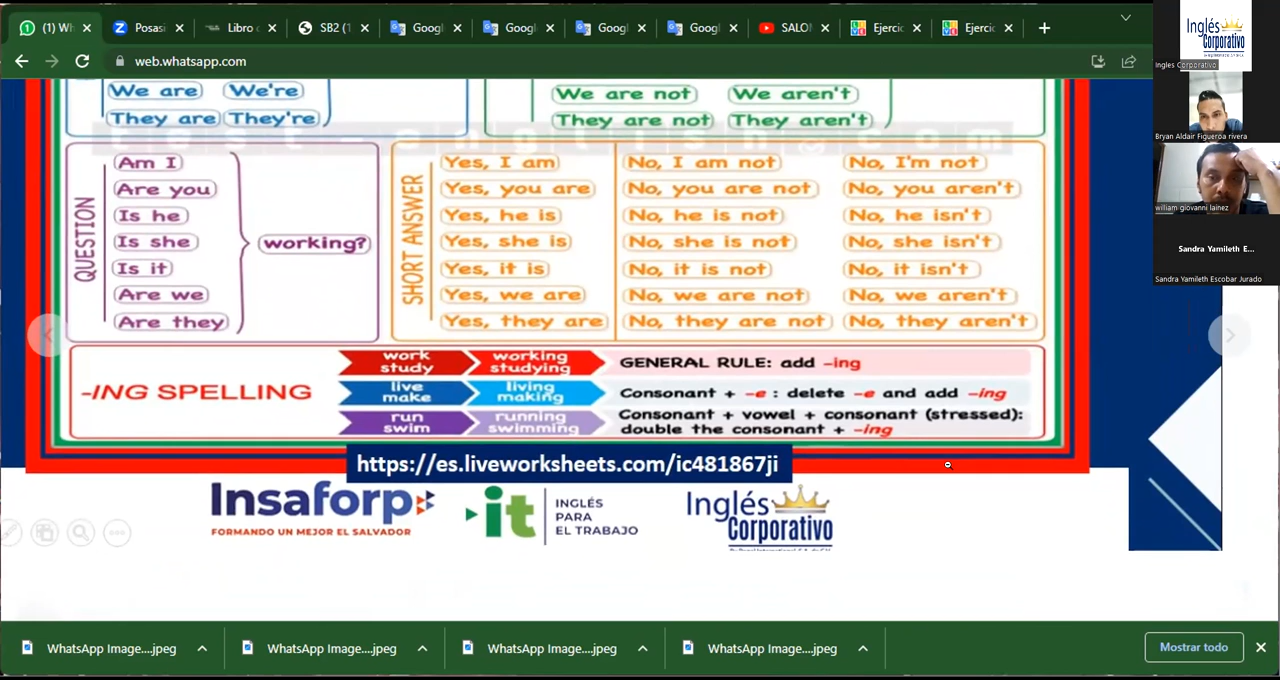 (1) Wh
Posasi
Libro d
SB2 (1
Googl
Googl
Googl
Googl
SALO
Ejercic
Ejercic
web.whatsapp.com
We are We're
They are They're
We are not We aren't
They are not They aren't
QUESTION
Am I
Are you
Is he
Is she
Is it
Are we
Are they
working?
SHORT ANSWER
Yes, I am No, I am not No, I'm not
Yes, you are No, you are not No, you aren't
Yes, he is No, he is not No, he isn't
Yes, she is No, she is not No, she isn't
Yes, it is No, it is not No, it isn't
Yes, we are No, we are not No, we aren't
Yes, they are No, they are not No, they aren't
-ING SPELLING
work working
study studying
GENERAL RULE: add -ing
live living
make making
Consonant + -e : delete -e and add -ing
run running
swim swimming
Consonant + vowel + consonant (stressed):
double the consonant + -ing
https://es.liveworksheets.com/ic481867ji
Insaforp
FORMANDO UN MEJOR EL SALVADOR
it
INGLÉS
PARA
EL TRABAJO
Inglés
Corporativo
WhatsApp Image....jpeg
WhatsApp Image....jpeg
WhatsApp Image....jpeg
WhatsApp Image....jpeg
Mostrar todo
Inglés
Corporativo
Ingles Corporativo
Bryan Aldair Figueroa rivera
william giovanni lainez
Sandra Yamileth E...
Sandra Yamileth Escobar Jurado